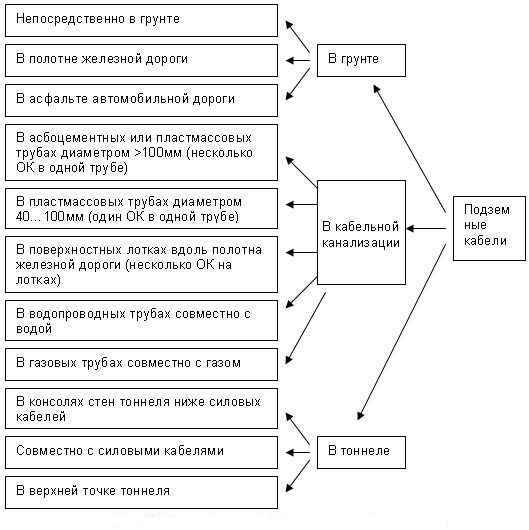 Непосредственно в грунте
В полотне железной дороги
В асфальте автомобильной дороги
В грунте
В асбоцементных или пластмассовых
трубах диаметром >100мм (несколько
ОК в одной трубе)
В пластмассовых трубах диаметром
40...100мм (один ОК в одной трубе)
В поверхностных лотках вдоль полотна
железной дороги (несколько ОК на
лотках)
В водопроводных трубах совместно с
водой
В газовых трубах совместно с газом
В кабельной
канализации
Подзем
ные
кабели
В консолях стен тоннеля ниже силовых
кабелей
Совместно с силовыми кабелями
В верхней точке тоннеля
В тоннеле